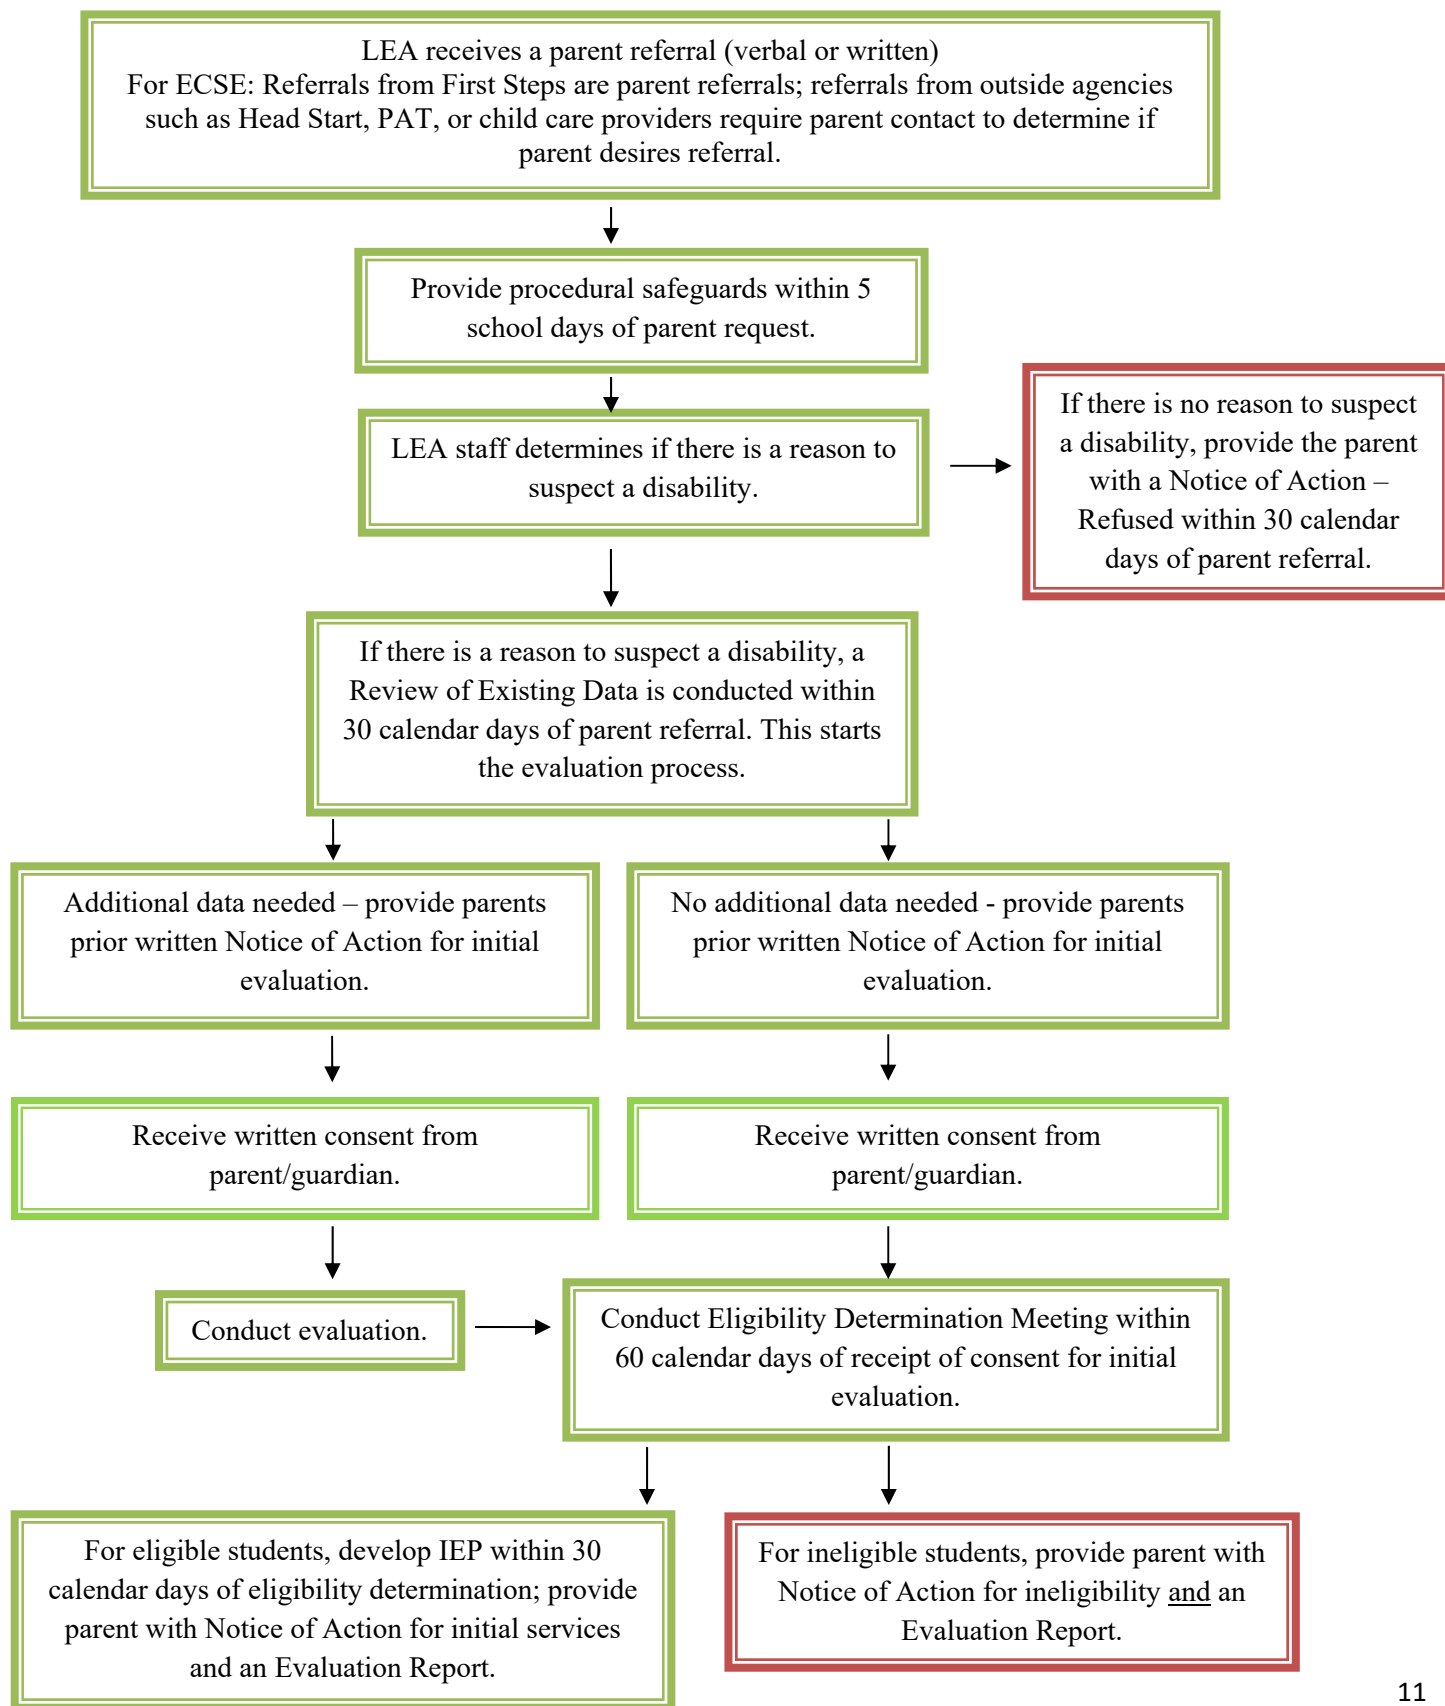 LEA receives a parent referral (verbal or written)
For ECSE: Referrals from First Steps are parent referrals; referrals from outside agencies
such as Head Start, PAT, or child care providers require parent contact to determine if
parent desires referral.
Provide procedural safeguards within 5
school days of parent request.
LEA staff determines if there is a reason to
suspect a disability.
If there is no reason to suspect
a disability, provide the parent
with a Notice of Action –
Refused within 30 calendar
days of parent referral.
If there is a reason to suspect a disability, a
Review of Existing Data is conducted within
30 calendar days of parent referral. This starts
the evaluation process.
Additional data needed – provide parents
prior written Notice of Action for initial
evaluation.
No additional data needed - provide parents
prior written Notice of Action for initial
evaluation.
Receive written consent from
parent/guardian.
Receive written consent from
parent/guardian.
Conduct evaluation.
Conduct Eligibility Determination Meeting within
60 calendar days of receipt of consent for initial
evaluation.
For eligible students, develop IEP within 30
calendar days of eligibility determination; provide
parent with Notice of Action for initial services
and an Evaluation Report.
For ineligible students, provide parent with
Notice of Action for ineligibility and an
Evaluation Report.
11